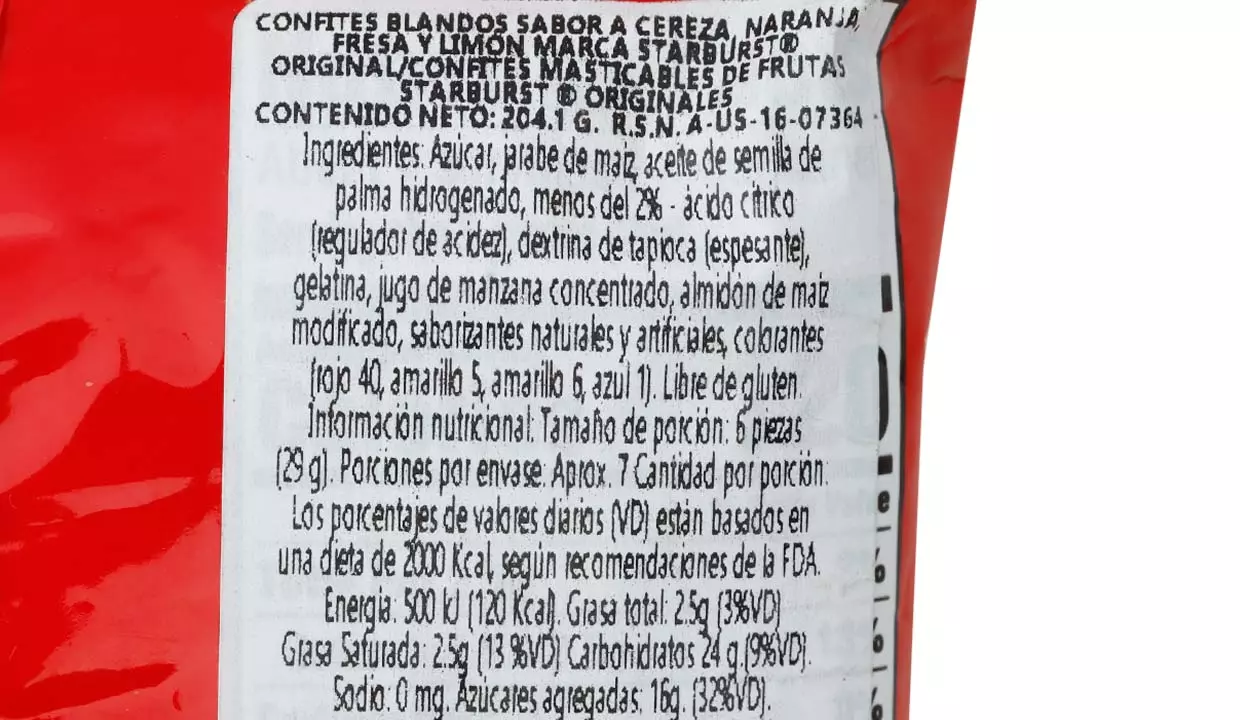 CONFITES BLANDOS SABOR A CEREZA, NARANJA,
FRESA Y LIMÓN MARCA STARBURST®
ORIGINAL/CONFITES MASTICABLES DE FRUTAS
STARBURST ® ORIGINALES
CONTENIDO NETO: 204.1 G. R.S.N. A-US-16-07364
Ingredientes: Azúcar, jarabe de maiz, aceite de semilla de
palma hidrogenado, menos del 2% - ácido cítrico
(regulador de acidez), dextrina de tapioca (espesante),
gelatina, jugo de manzana concentrado, almidón de maiz
modificado, saborizantes naturales y artificiales, colorantes
(rojo 40, amarillo 5, amarillo 6, azul 1). Libre de gluten.
Información nutricional: Tamaño de porción: 6 piezas
(29 g). Porciones por envase: Aprox. 7 Cantidad por porción:
Los porcentajes de valores diarios (VD) están basados en
una dieta de 2000 Kcal, según recomendaciones de la FDA.
Energía: 500 kJ (120 Kcal). Grasa total: 2.5g (3%VD)
Grasa Saturada: 2.5g (13 %VD) Carbohidratos 24 g.(9%VD).
Sodio: 0 mg. Azúcares agregadas: 16g. (32%VD).